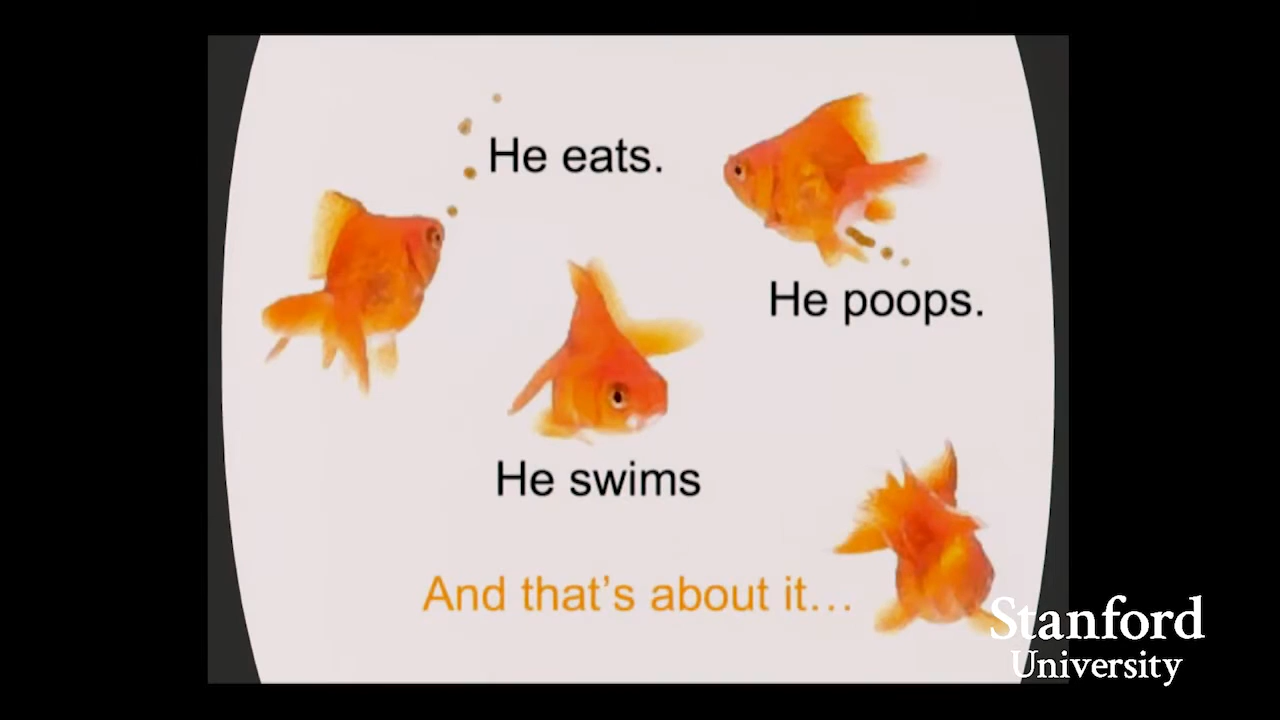 He eats.
He poops.
He swims
And that's about it…
Stanford
University